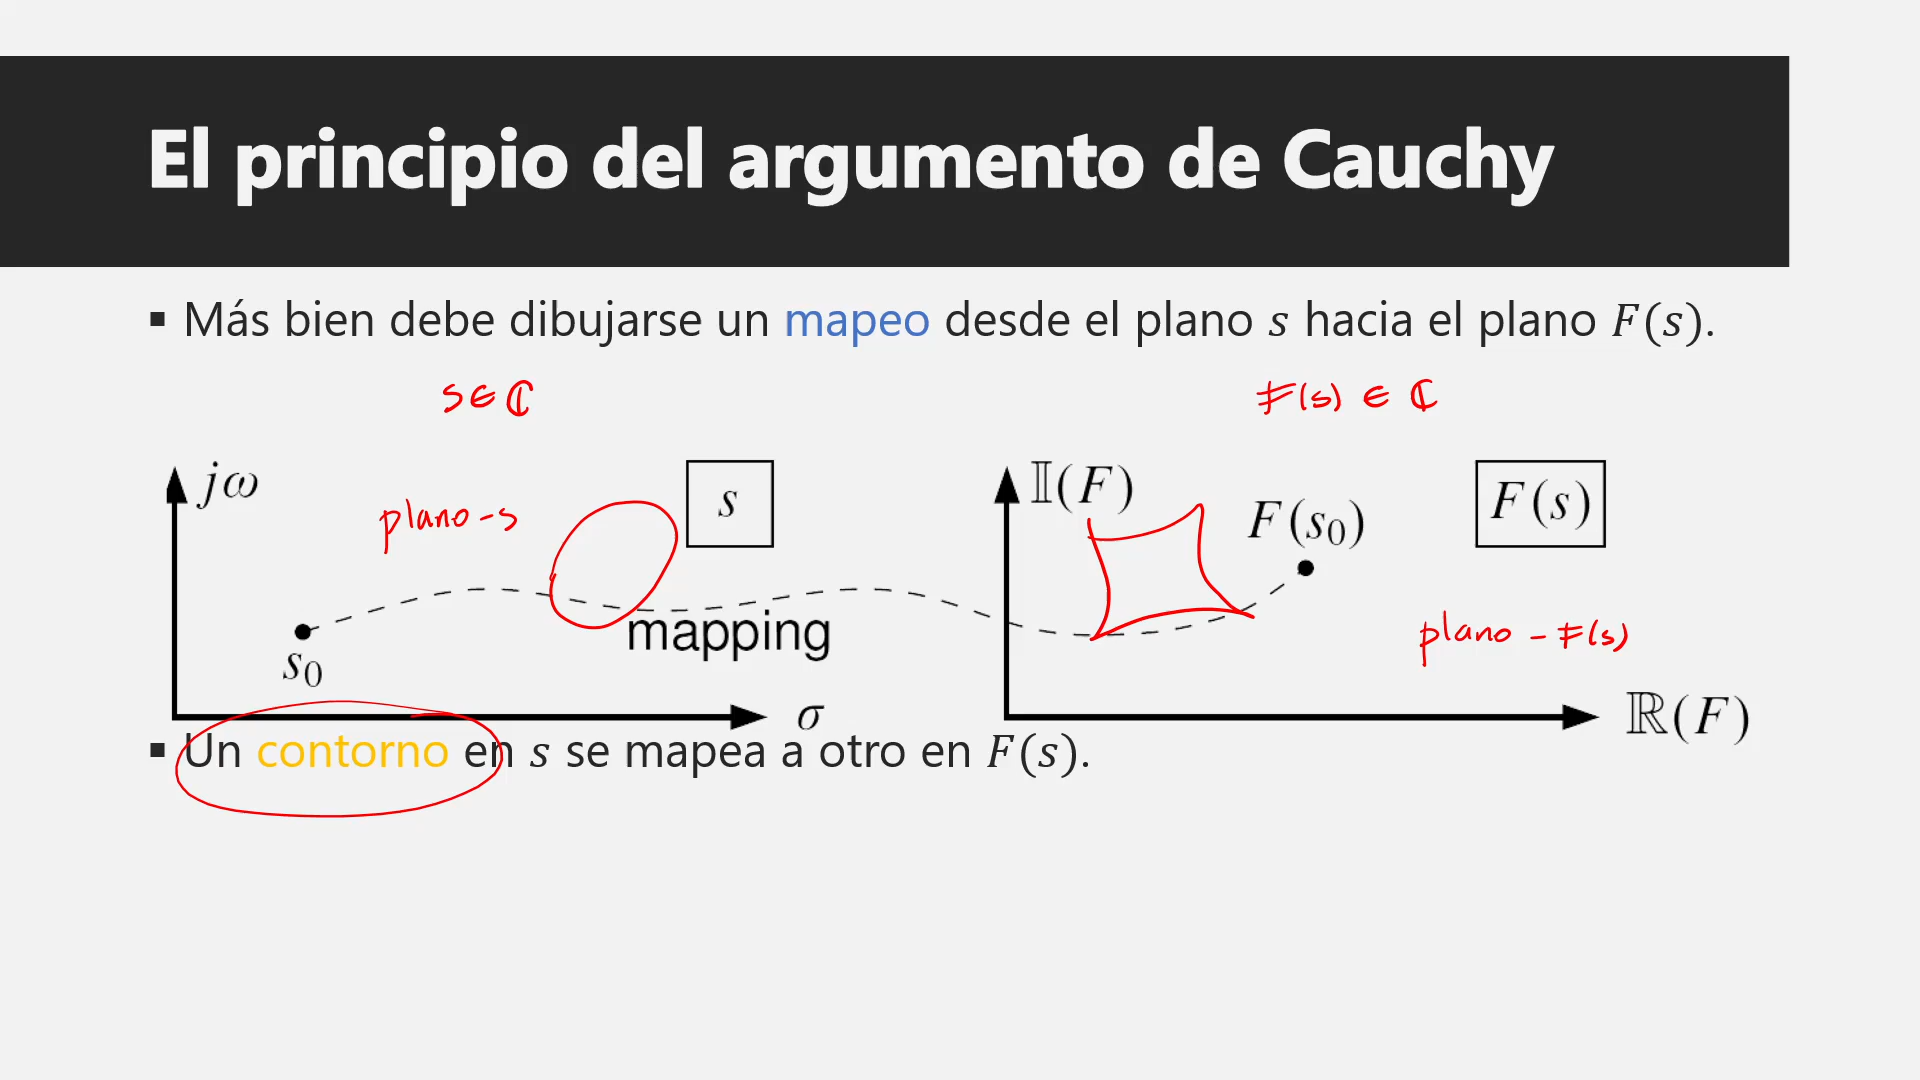 El principio del argumento de Cauchy
▪ Más bien debe dibujarse un mapeo desde el plano s hacia el plano F(s).
s ∈ ℂ
F(s) ∈ ℂ
jω
plano-s
s
s₀
mapping
σ
𝕀(F)
F(s₀)
F(s)
plano - F(s)
ℝ(F)
▪ Un contorno en s se mapea a otro en F(s).